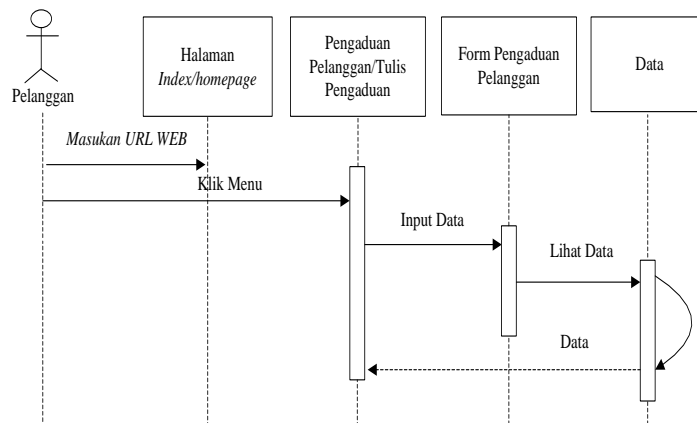 Pelanggan
Halaman
Index/homepage
Pengaduan
Pelanggan/Tulis
Pengaduan
Form Pengaduan
Pelanggan
Data
Masukan URL WEB
Klik Menu
Input Data
Lihat Data
Data